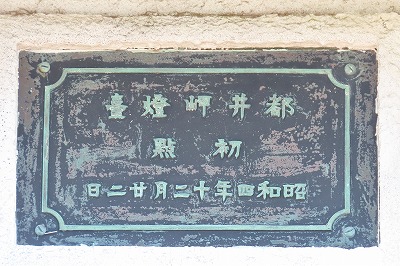 都井岬燈臺
初點
昭和四年十二月廿二日